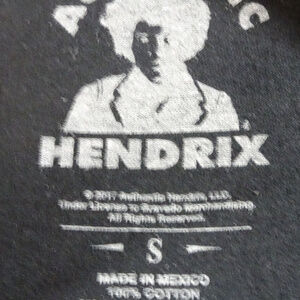 HENDRIX
© 2017 Authentic Hendrix, LLC.
Under License to Bravado Merchandising
All Rights Reserved.
S
MADE IN MEXICO
100% COTTON